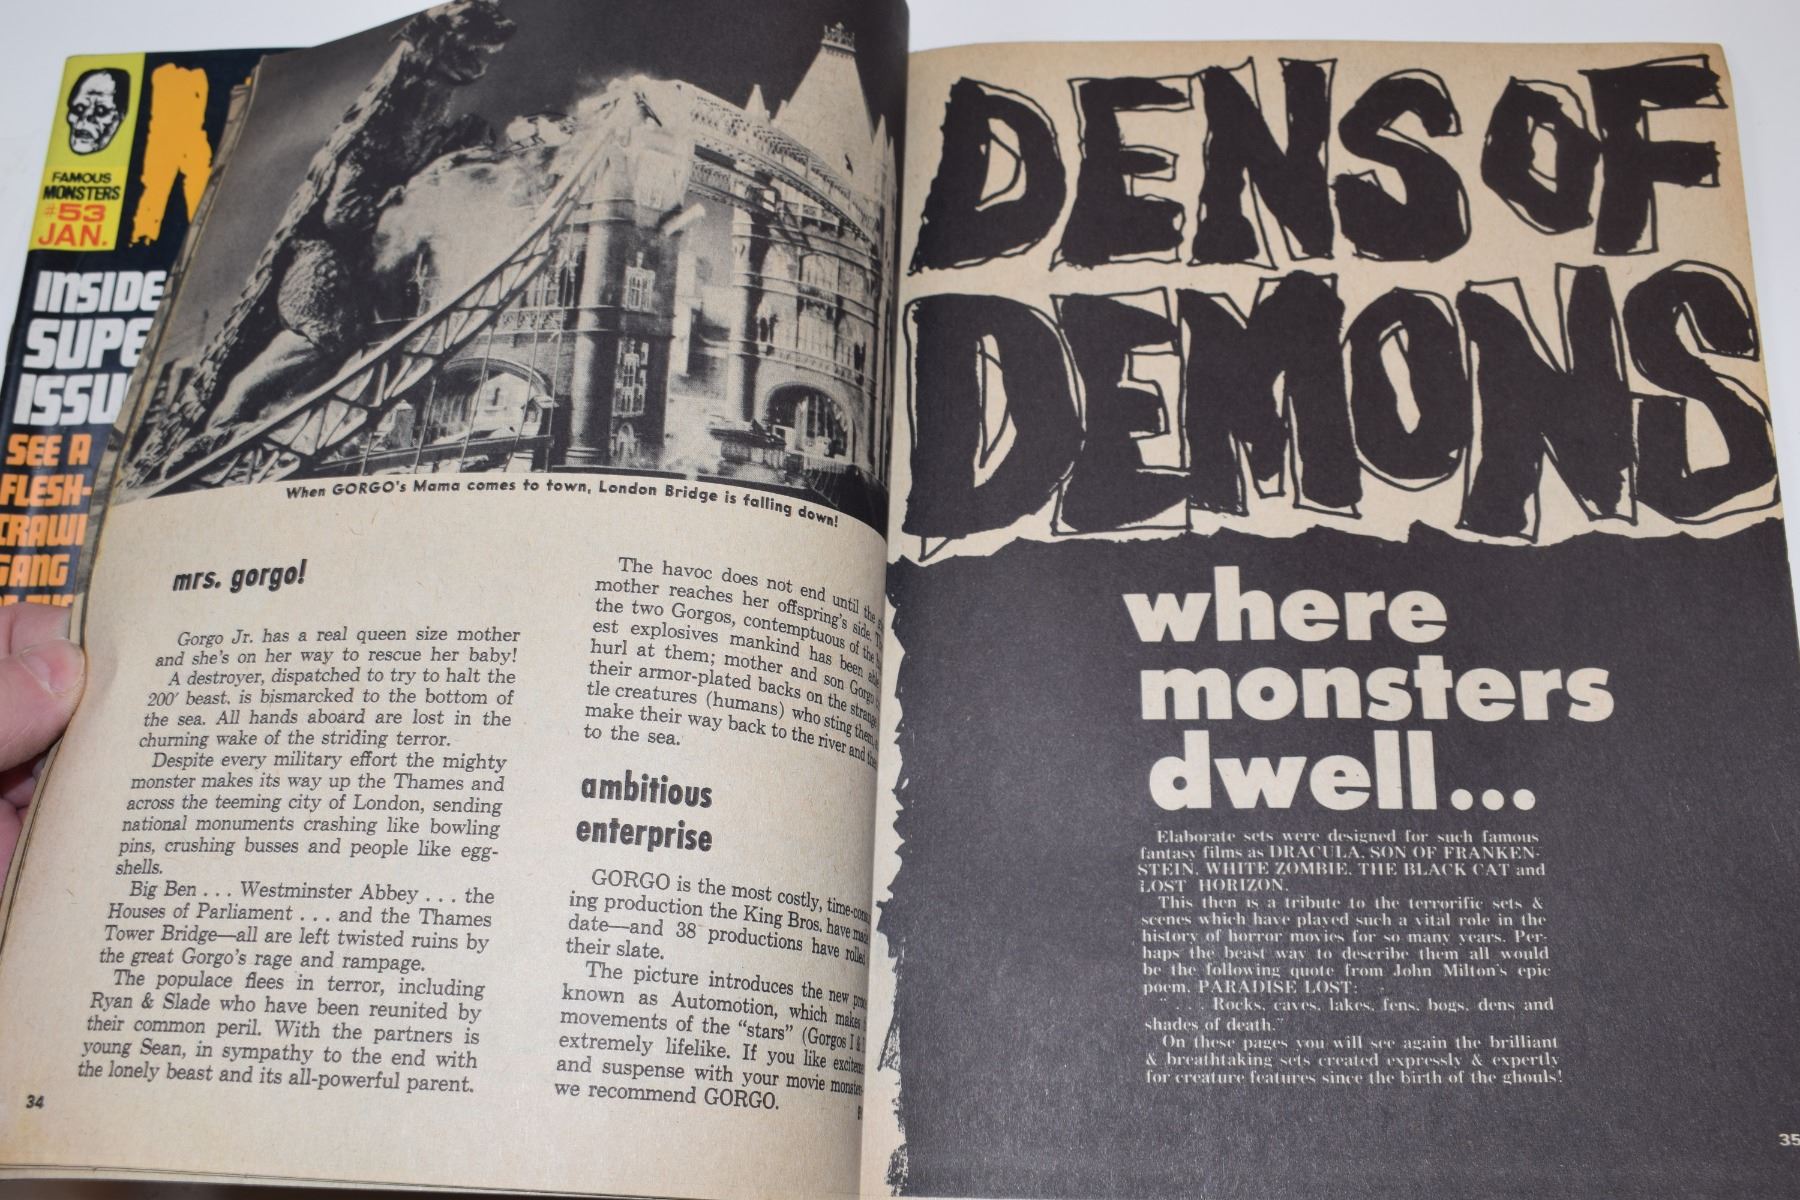 FAMOUS
MONSTERS
#53
JAN.
INSIDE
SUPE
ISSU
SEE A
FLESH-
CRAWI
GANG
When GORGO's Mama comes to town, London Bridge is falling down!
mrs. gorgo!
Gorgo Jr. has a real queen size mother
and she's on her way to rescue her baby!
A destroyer, dispatched to try to halt the
200' beast, is bismarcked to the bottom of
the sea. All hands aboard are lost in the
churning wake of the striding terror.
Despite every military effort the mighty
monster makes its way up the Thames and
across the teeming city of London, sending
national monuments crashing like bowling
pins, crushing busses and people like egg-
shells.
Big Ben . . . Westminster Abbey . . . the
Houses of Parliament . . . and the Thames
Tower Bridge—all are left twisted ruins by
the great Gorgo's rage and rampage.
The populace flees in terror, including
Ryan & Slade who have been reunited by
their common peril. With the partners is
young Sean, in sympathy to the end with
the lonely beast and its all-powerful parent.
34
The havoc does not end until the
mother reaches her offspring's side.
the two Gorgos, contemptuous of the
est explosives mankind has been able
hurl at them; mother and son Gorgo
their armor-plated backs on the strange,
tle creatures (humans) who sting them,
make their way back to the river and
to the sea.
ambitious
enterprise
GORGO is the most costly,
ing production the King Bros. have
date—and 38 productions have rolled
their slate.
The picture introduces the new
known as Automotion, which makes
movements of the "stars" (Gorgos I &
extremely lifelike. If you like
and suspense with your movie
we recommend GORGO.
DENS OF
DEMONS
where
monsters
dwell...
Elaborate sets were designed for such famous
fantasy films as DRACULA, SON OF FRANKEN-
STEIN, WHITE ZOMBIE, THE BLACK CAT and
LOST HORIZON.
This then is a tribute to the terrorific sets &
scenes which have played such a vital role in the
history of horror movies for so many years. Per-
haps the beast way to describe them all would
be the following quote from John Milton's epic
poem, PARADISE LOST:
". . . Rocks, caves, lakes, fens, bogs, dens and
shades of death."
On these pages you will see again the brilliant
& breathtaking sets created expressly & expertly
for creature features since the birth of the ghouls!
35